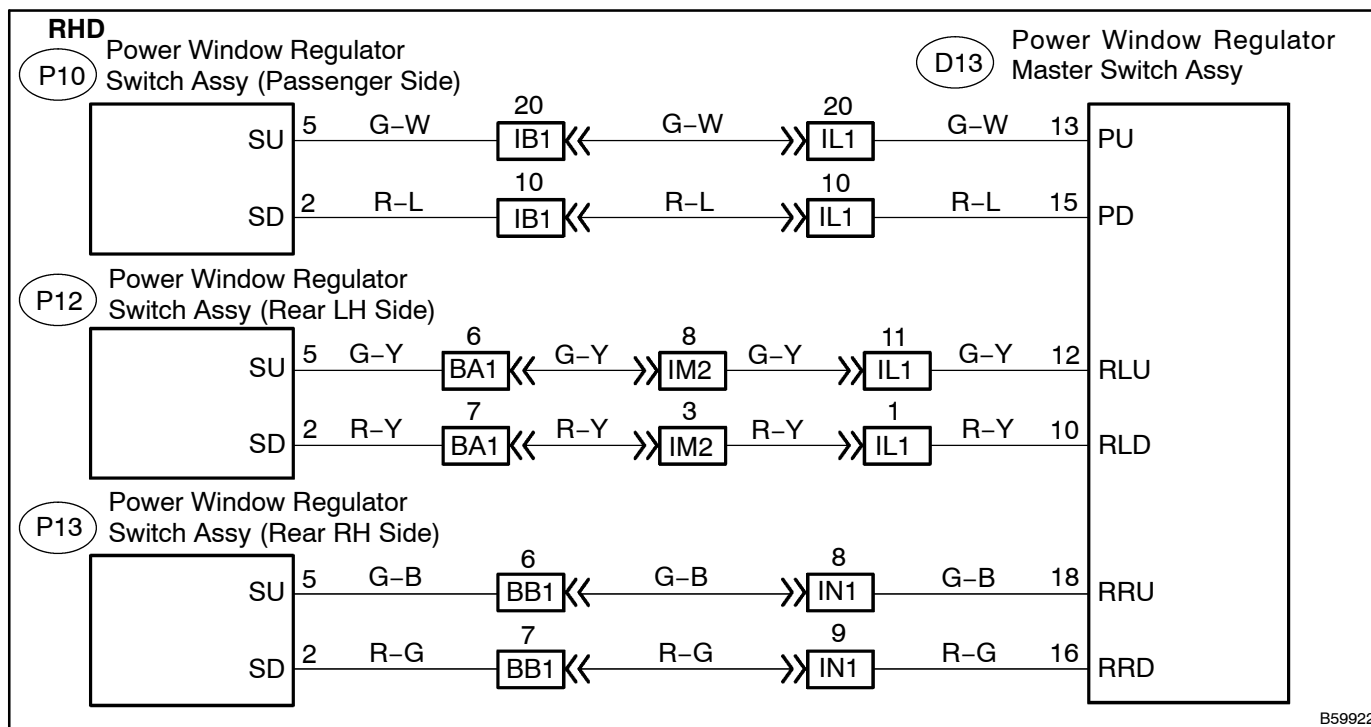 RHD
P10
Power Window Regulator
Switch Assy (Passenger Side)
D13
Power Window Regulator
Master Switch Assy
SU 5 G–W 20 IB1 G–W 20 IL1 G–W 13 PU
SD 2 R–L 10 IB1 R–L 10 IL1 R–L 15 PD
P12
Power Window Regulator
Switch Assy (Rear LH Side)
SU 5 G–Y 6 BA1 G–Y 8 IM2 G–Y 11 IL1 G–Y 12 RLU
SD 2 R–Y 7 BA1 R–Y 3 IM2 R–Y 1 IL1 R–Y 10 RLD
P13
Power Window Regulator
Switch Assy (Rear RH Side)
SU 5 G–B 6 BB1 G–B 8 IN1 G–B 18 RRU
SD 2 R–G 7 BB1 R–G 9 IN1 R–G 16 RRD
B59922